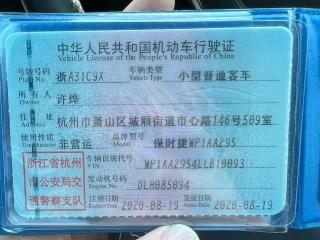 中华人民共和国机动车行驶证
Vehicle License of the People's Republic of China
号牌号码 浙A31C9X 车辆类型 小型普通客车
Plate No. Vehicle Type
所有人 许烨
Owner
住址 杭州市萧山区城厢街道市心路146号509室
Address
使用性质 非营运 品牌型号 保时捷WP1AA295
Use Character Model
浙江省杭州 车辆识别代号 WP1AA2954LLB10093
VIN
市公安局交 发动机号码 DLH085094
Engine No.
通警察支队 注册日期 2020-08-19 发证日期 2020-08-19
Register Date Issue Date